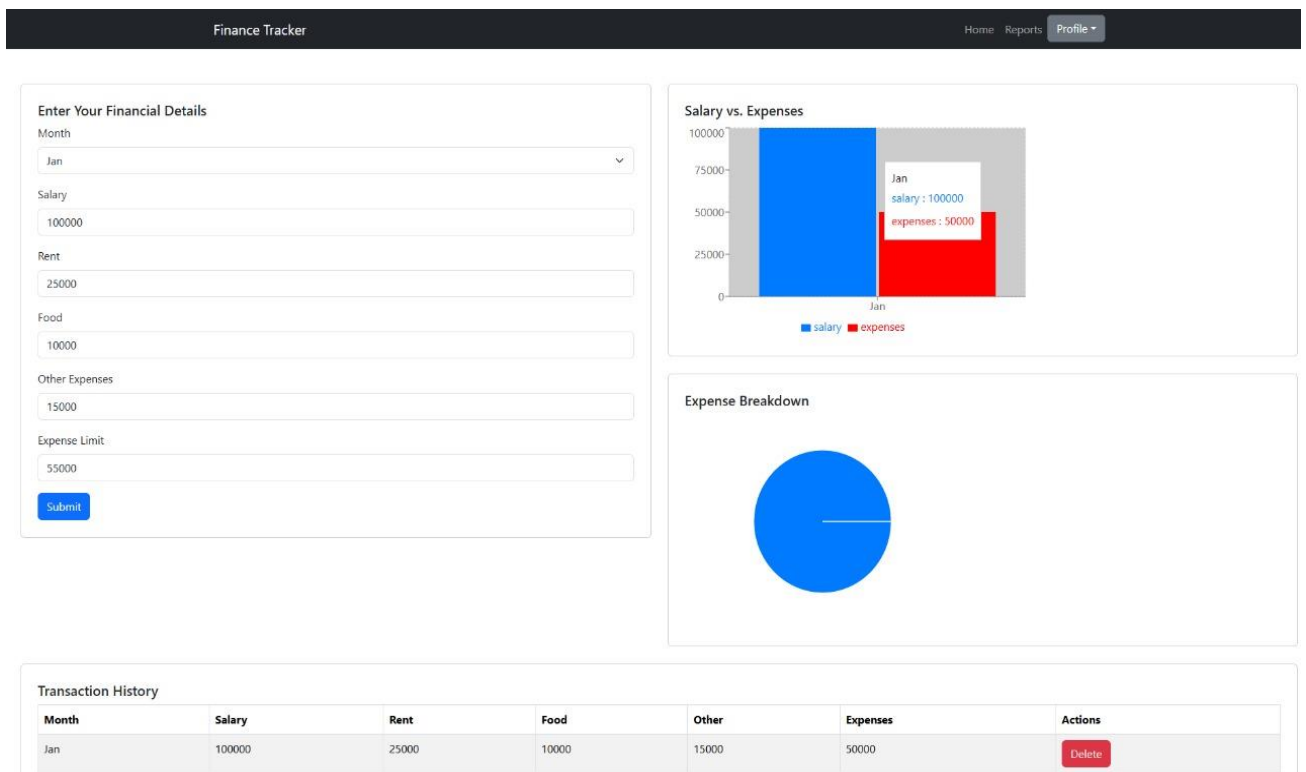 Finance Tracker
Home Reports Profile
Enter Your Financial Details
Month
Jan
Salary
100000
Rent
25000
Food
10000
Other Expenses
15000
Expense Limit
55000
Submit
Salary vs. Expenses
100000
75000
50000
25000
0
Jan
salary : 100000
expenses : 50000
Jan
salary expenses
Expense Breakdown
Transaction History
Month Salary Rent Food Other Expenses Actions
Jan 100000 25000 10000 15000 50000 Delete